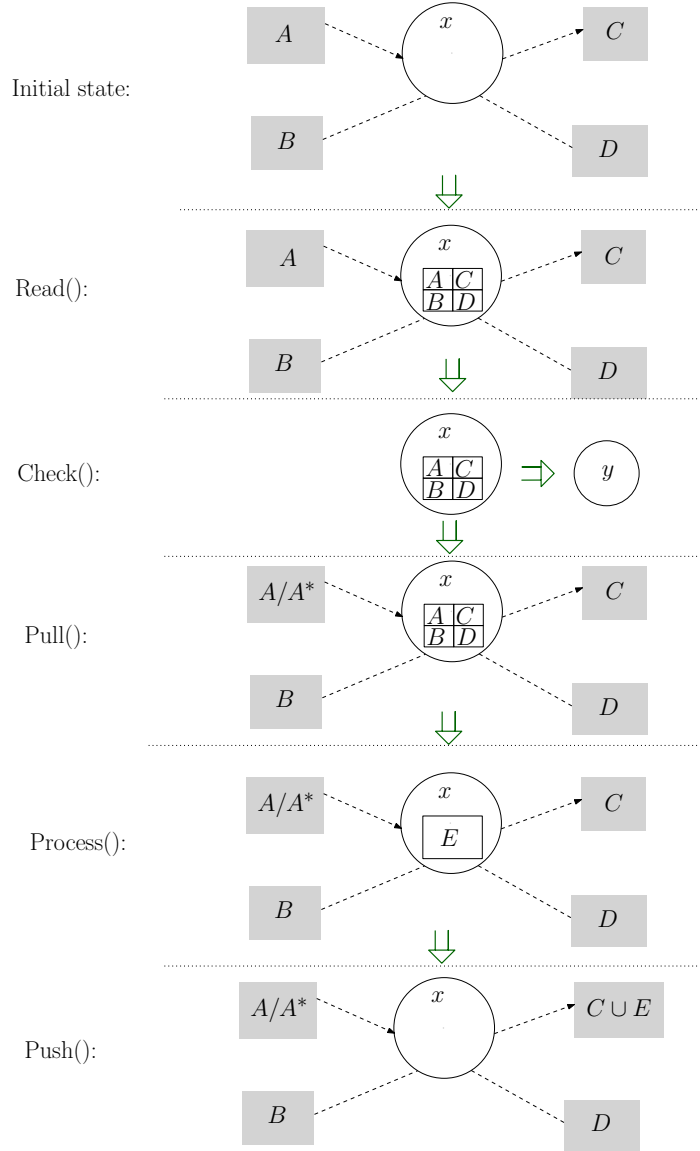 x
A
C
Initial state:
B
D
A
x
C
A C
Read():
B D
B
D
x
Check():
A C
y
B D
A/A*
x
C
A C
Pull():
B D
B
D
A/A*
x
C
Process():
E
B
D
A/A*
x
C ∪ E
Push():
B
D